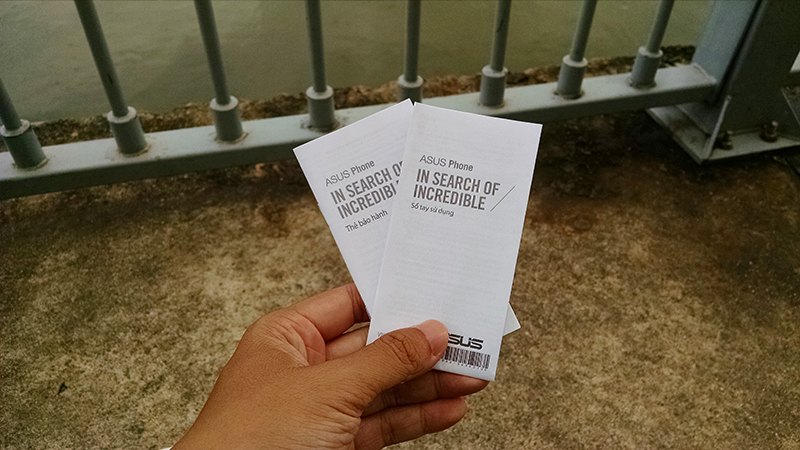 ASUS Phone
IN SEARCH OF
INCREDIBLE
Thẻ bảo hành
ASUS Phone
IN SEARCH OF
INCREDIBLE
Sổ tay sử dụng